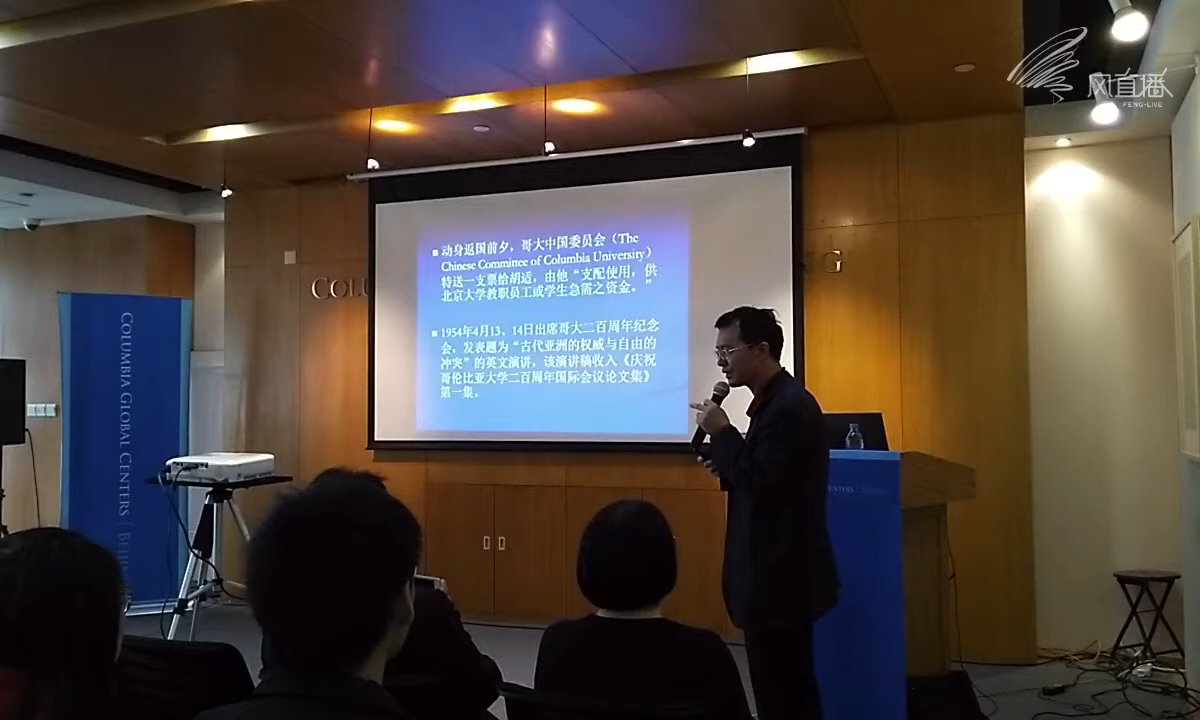 风直播
FENG-LIVE
COLU
NG
■ 动身返国前夕，哥大中国委员会（The
Chinese Committee of Columbia University）
特送一支票给胡适，由他“支配使用，供
北京大学教职员工或学生急需之资金。”
■ 1954年4月13、14日出席哥大二百周年纪念
会，发表题为“古代亚洲的权威与自由的
冲突”的英文演讲，该演讲稿收入《庆祝
哥伦比亚大学二百周年国际会议论文集》
第一集。
COLUMBIA GLOBAL CENTERS | BEIJIN
CENTERS |